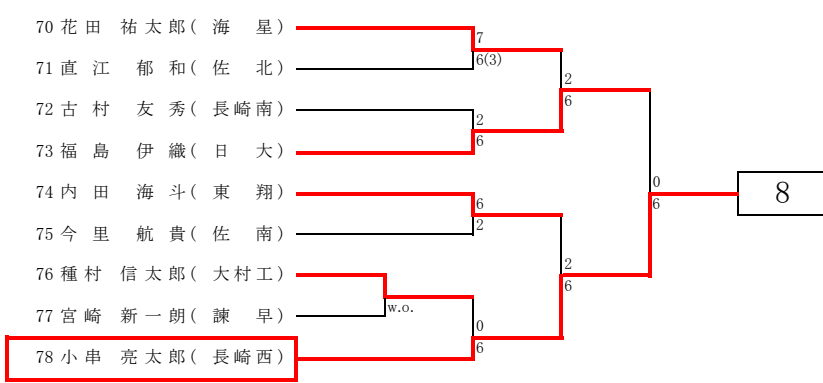 70 花田 祐太郎( 海 星)
7
71 直江 郁和( 佐 北)
6(3)
2
72 古村 友秀( 長崎南)
2
6
73 福島 伊織( 日 大)
6
0
8
74 内田 海斗( 東 翔)
6
6
75 今里 航貴( 佐 南)
2
2
76 種村 信太郎( 大村工)
6
77 宮崎 新一朗( 諫 早)
w.o.
0
78 小串 亮太郎( 長崎西)
6